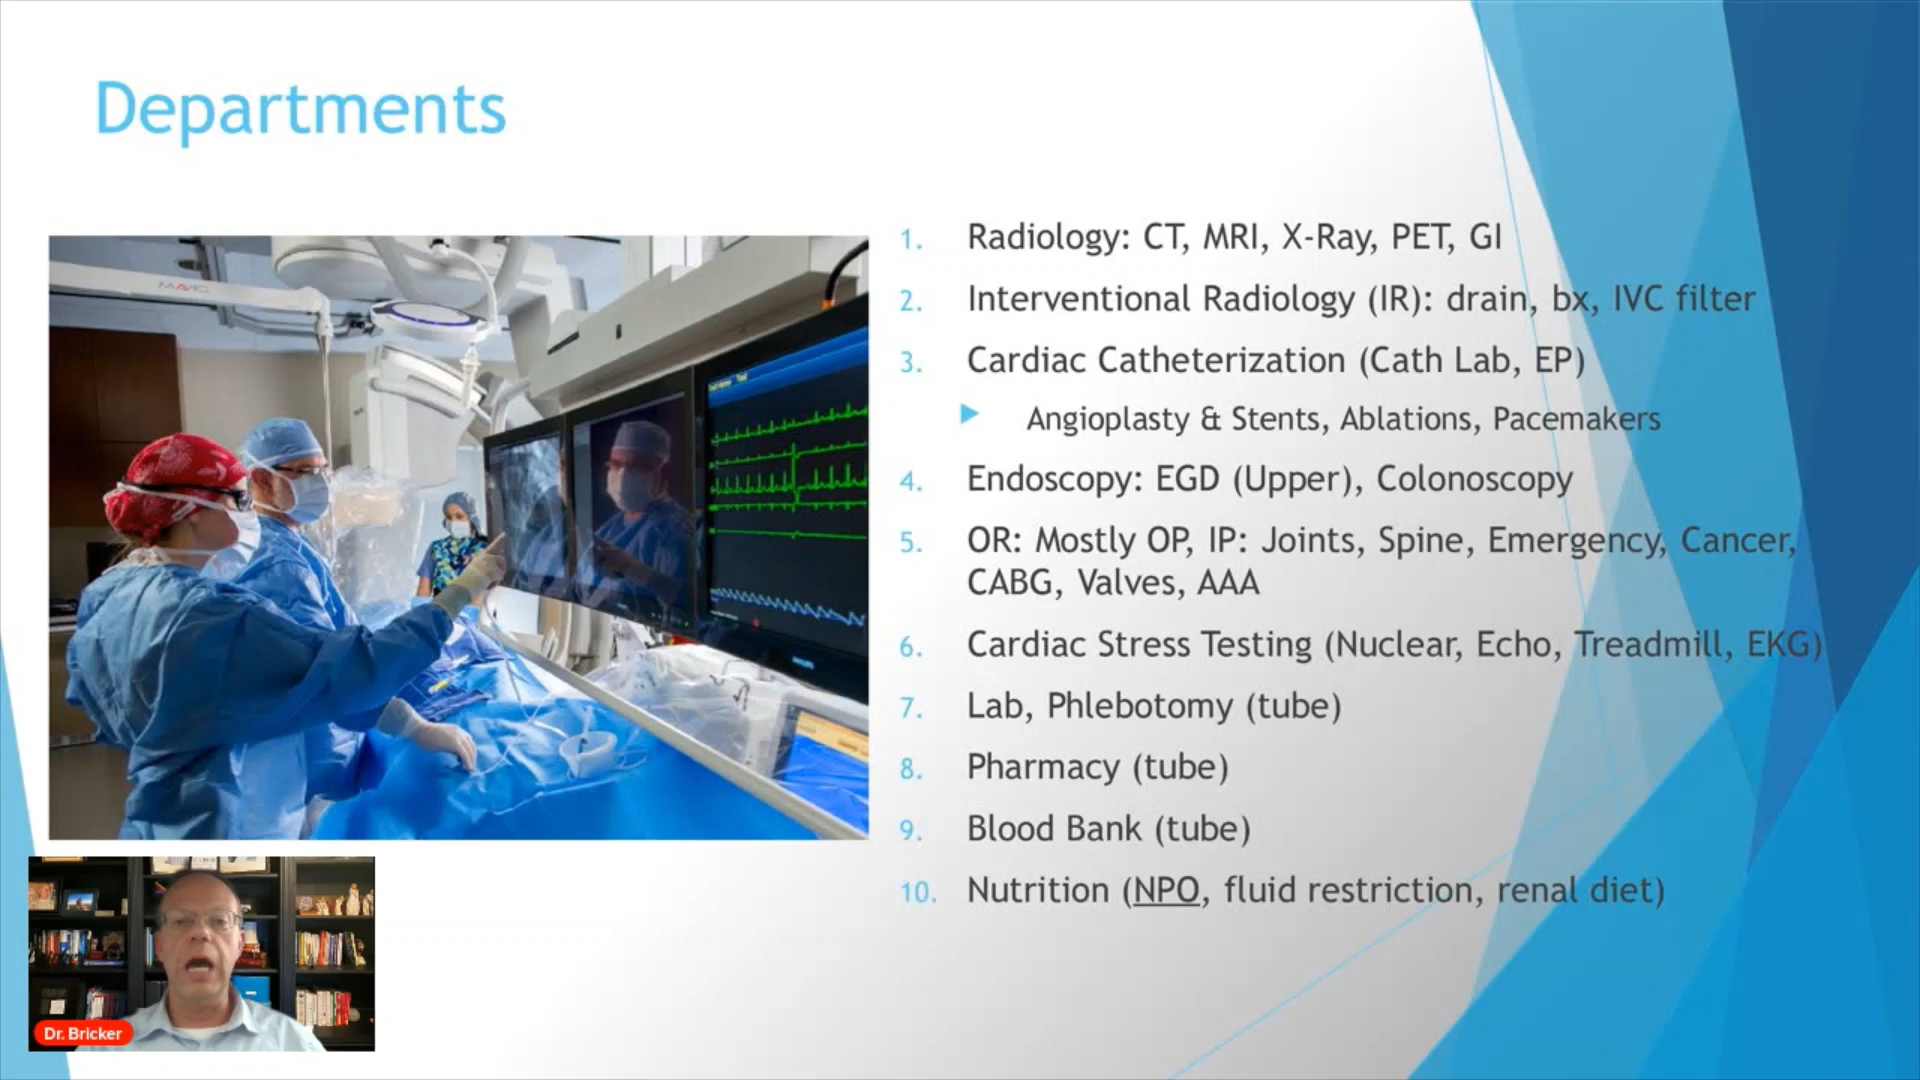 Departments
MAVIG
1. Radiology: CT, MRI, X-Ray, PET, GI
2. Interventional Radiology (IR): drain, bx, IVC filter
3. Cardiac Catheterization (Cath Lab, EP)
Angioplasty & Stents, Ablations, Pacemakers
4. Endoscopy: EGD (Upper), Colonoscopy
5. OR: Mostly OP, IP: Joints, Spine, Emergency, Cancer,
CABG, Valves, AAA
6. Cardiac Stress Testing (Nuclear, Echo, Treadmill, EKG)
7. Lab, Phlebotomy (tube)
8. Pharmacy (tube)
9. Blood Bank (tube)
10. Nutrition (NPO, fluid restriction, renal diet)
Dr. Bricker